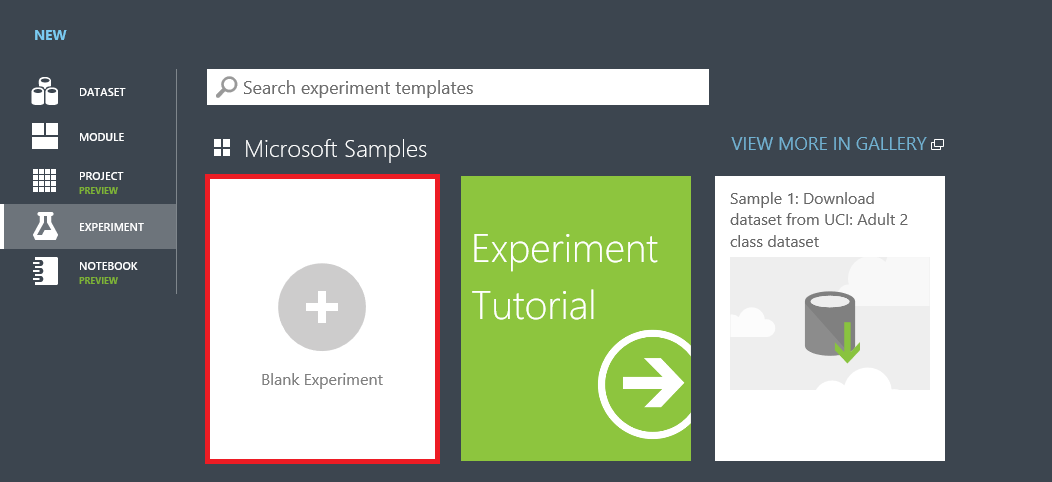 NEW
DATASET
MODULE
PROJECT
PREVIEW
EXPERIMENT
NOTEBOOK
PREVIEW
Search experiment templates
Microsoft Samples
VIEW MORE IN GALLERY
Blank Experiment
Experiment
Tutorial
Sample 1: Download
dataset from UCI: Adult 2
class dataset